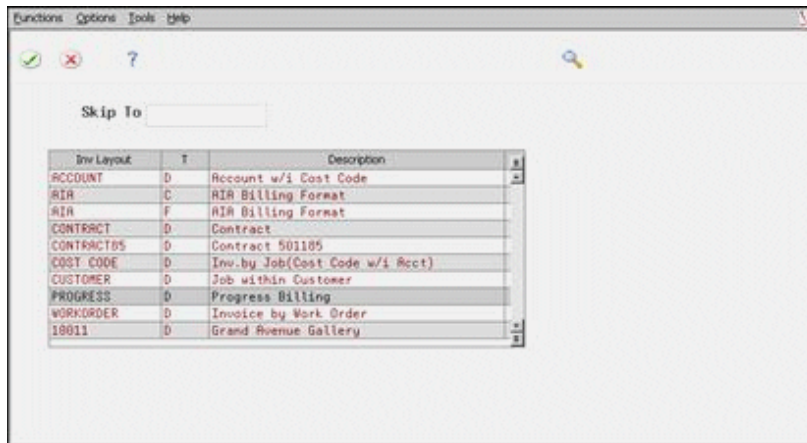 Functions Options Tools Help
?
Skip To
Inv Layout T Description
ACCOUNT D Account w/i Cost Code
AIA C AIA Billing Format
AIA F AIA Billing Format
CONTRACT D Contract
CONTRACT85 D Contract 501185
COST CODE D Inv.by Job(Cost Code w/i Acct)
CUSTOMER D Job within Customer
PROGRESS D Progress Billing
WORKORDER D Invoice by Work Order
10011 D Grand Avenue Gallery